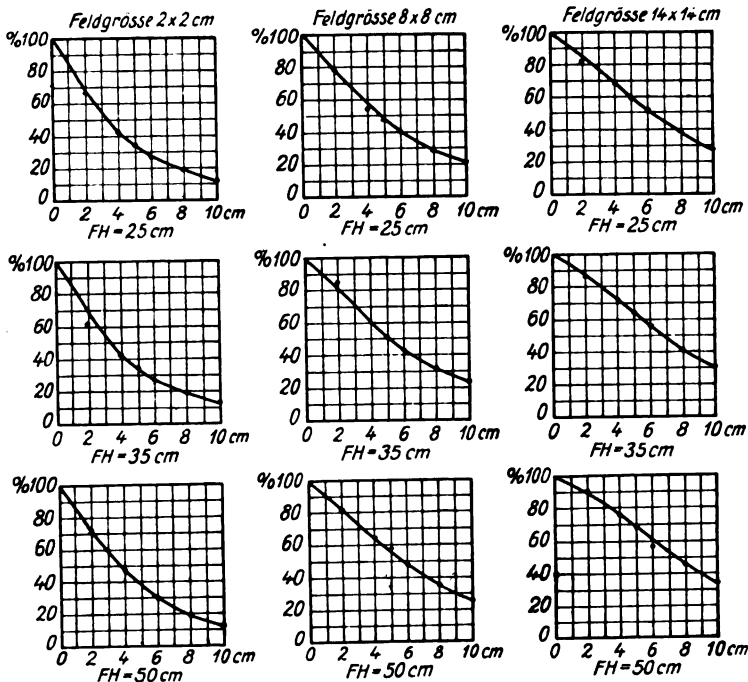 Feldgrösse 2 x 2 cm
%100
80
60
40
20
0
0 2 4 6 8 10 cm
FH = 25 cm
Feldgrösse 8 x 8 cm
%100
80
60
40
20
0
0 2 4 6 8 10 cm
FH = 25 cm
Feldgrösse 14 x 14 cm
%100
80
60
40
20
0
0 2 4 6 8 10 cm
FH = 25 cm
%100
80
60
40
20
0
0 2 4 6 8 10 cm
FH = 35 cm
%100
80
60
40
20
0
0 2 4 6 8 10 cm
FH = 35 cm
%100
80
60
40
20
0
0 2 4 6 8 10 cm
FH = 35 cm
%100
80
60
40
20
0
0 2 4 6 8 10 cm
FH = 50 cm
%100
80
60
40
20
0
0 2 4 6 8 10 cm
FH = 50 cm
%100
80
60
40
20
0
0 2 4 6 8 10 cm
FH = 50 cm